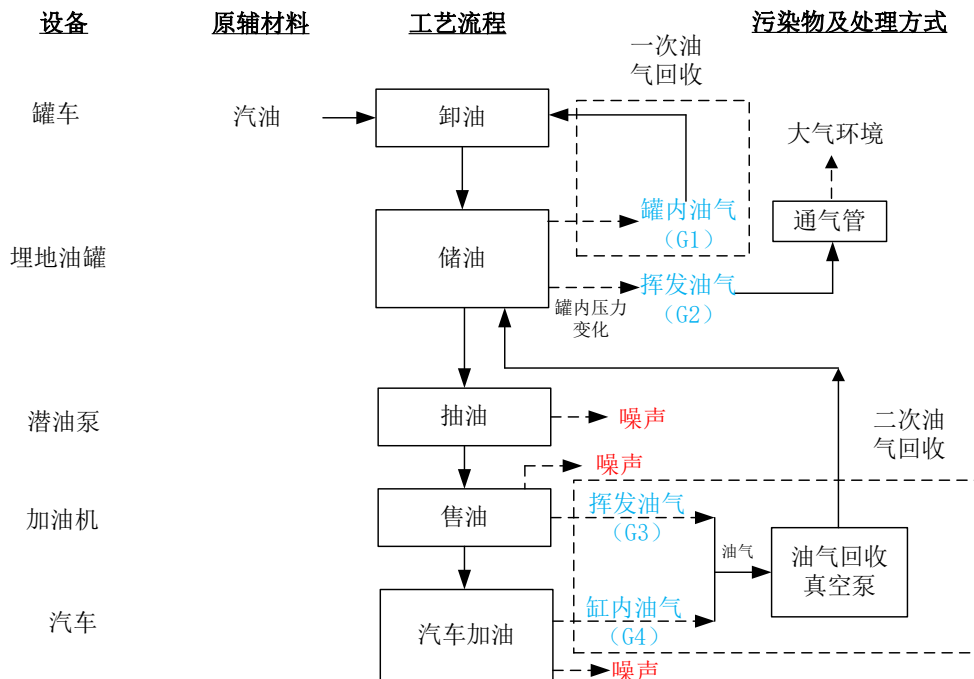 设备
原辅材料
工艺流程
污染物及处理方式
一次油
气回收
罐车
汽油
卸油
大气环境
罐内油气
（G1）
通气管
埋地油罐
储油
挥发油气
（G2）
罐内压力
变化
潜油泵
抽油
噪声
二次油
气回收
噪声
加油机
售油
挥发油气
（G3）
油气
油气回收
真空泵
汽车
汽车加油
缸内油气
（G4）
噪声